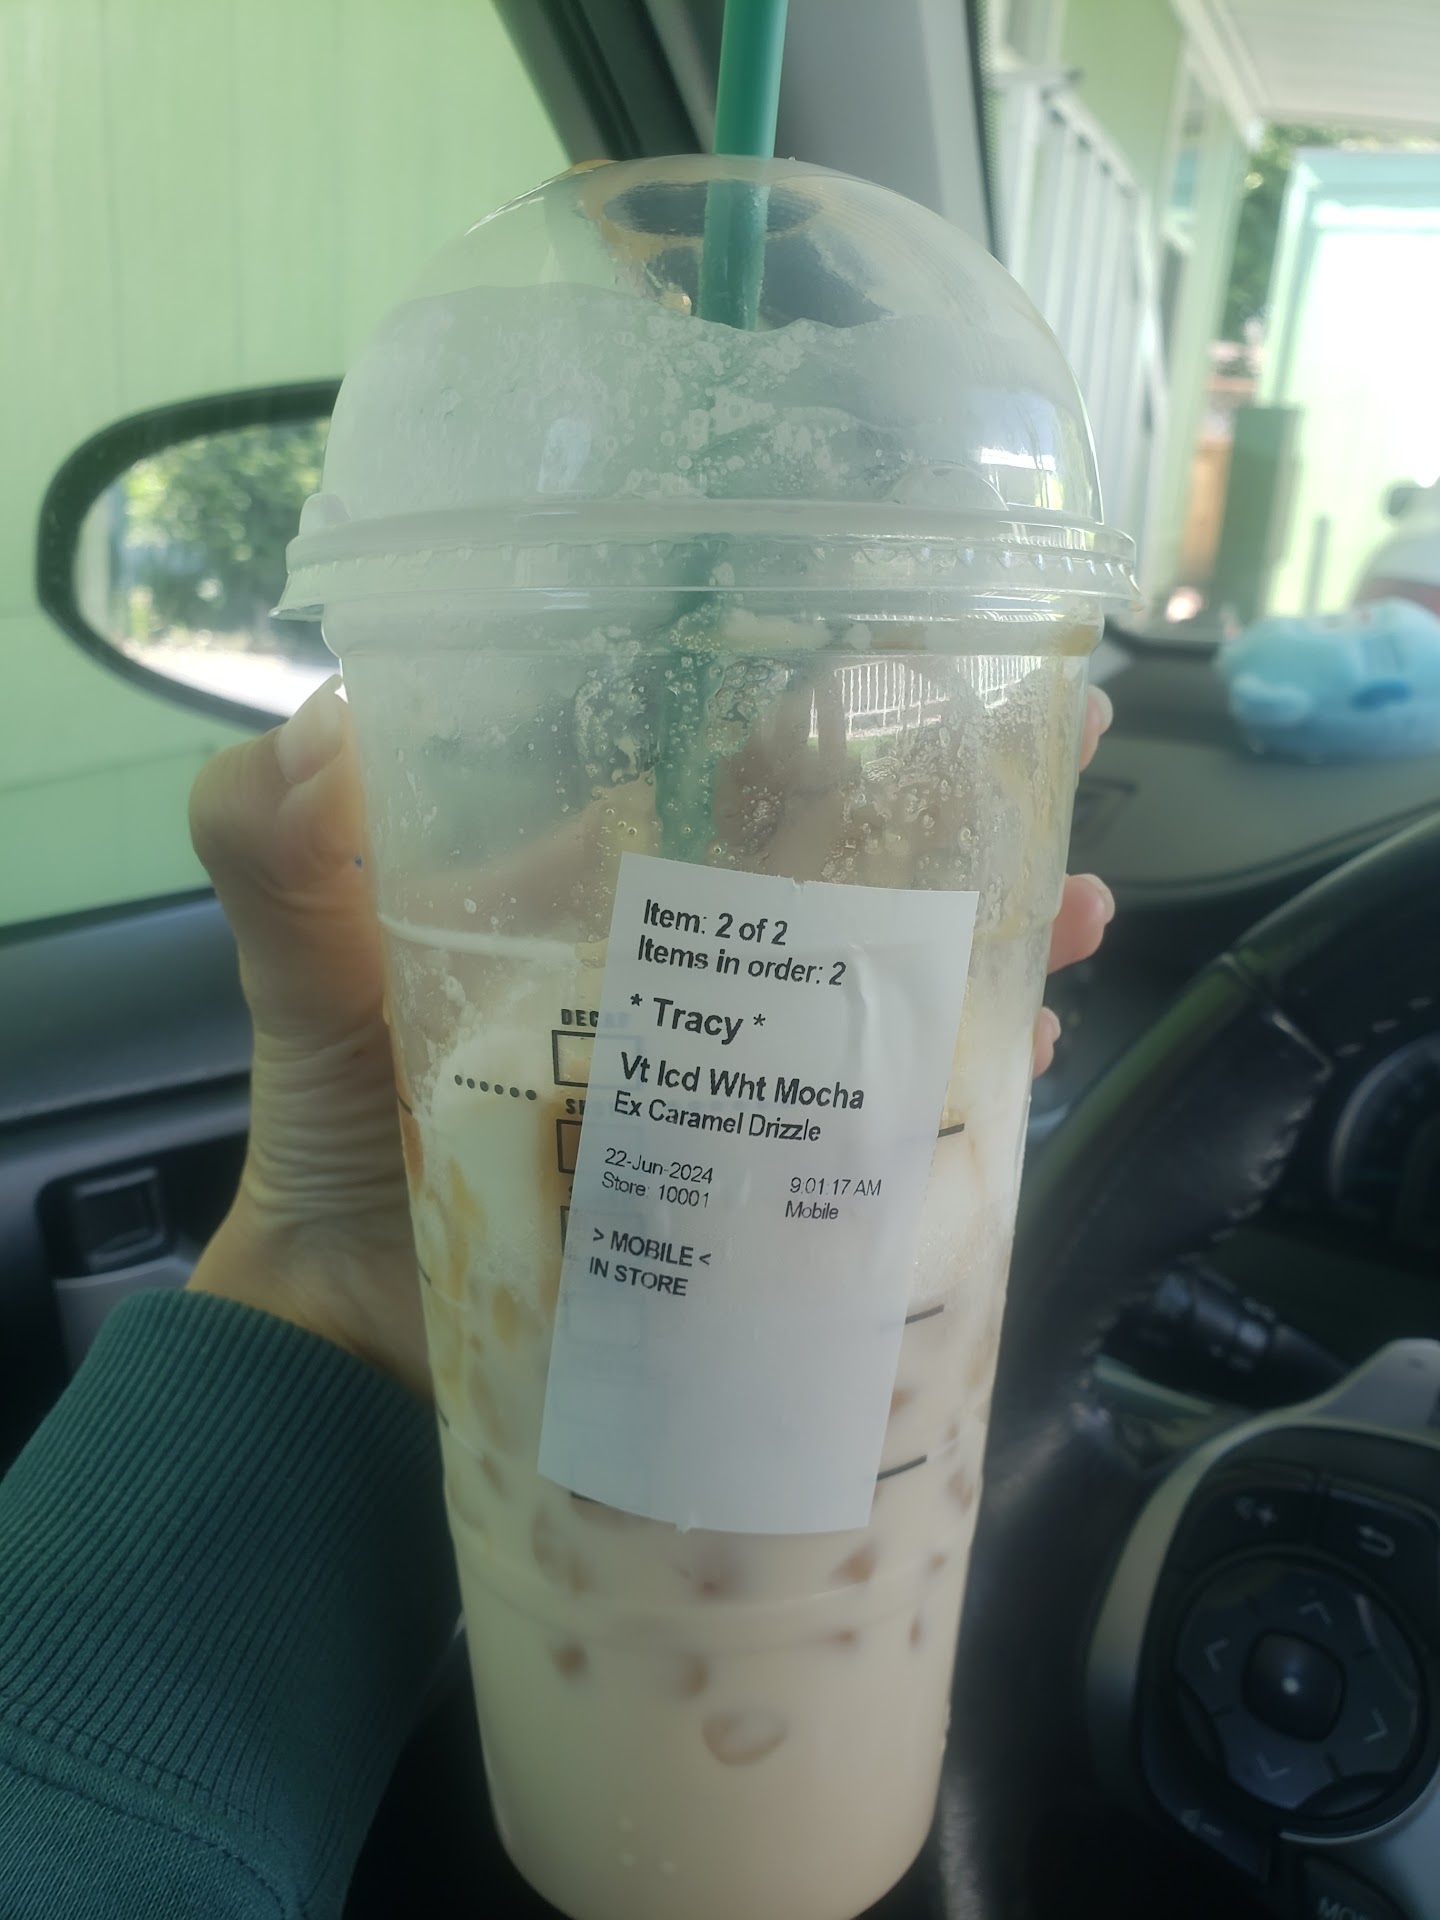 Item: 2 of 2
Items in order: 2
* Tracy *
Vt Icd Wht Mocha
Ex Caramel Drizzle
22-Jun-2024 9:01:17 AM
Store: 10001 Mobile
> MOBILE <
IN STORE
DECAF